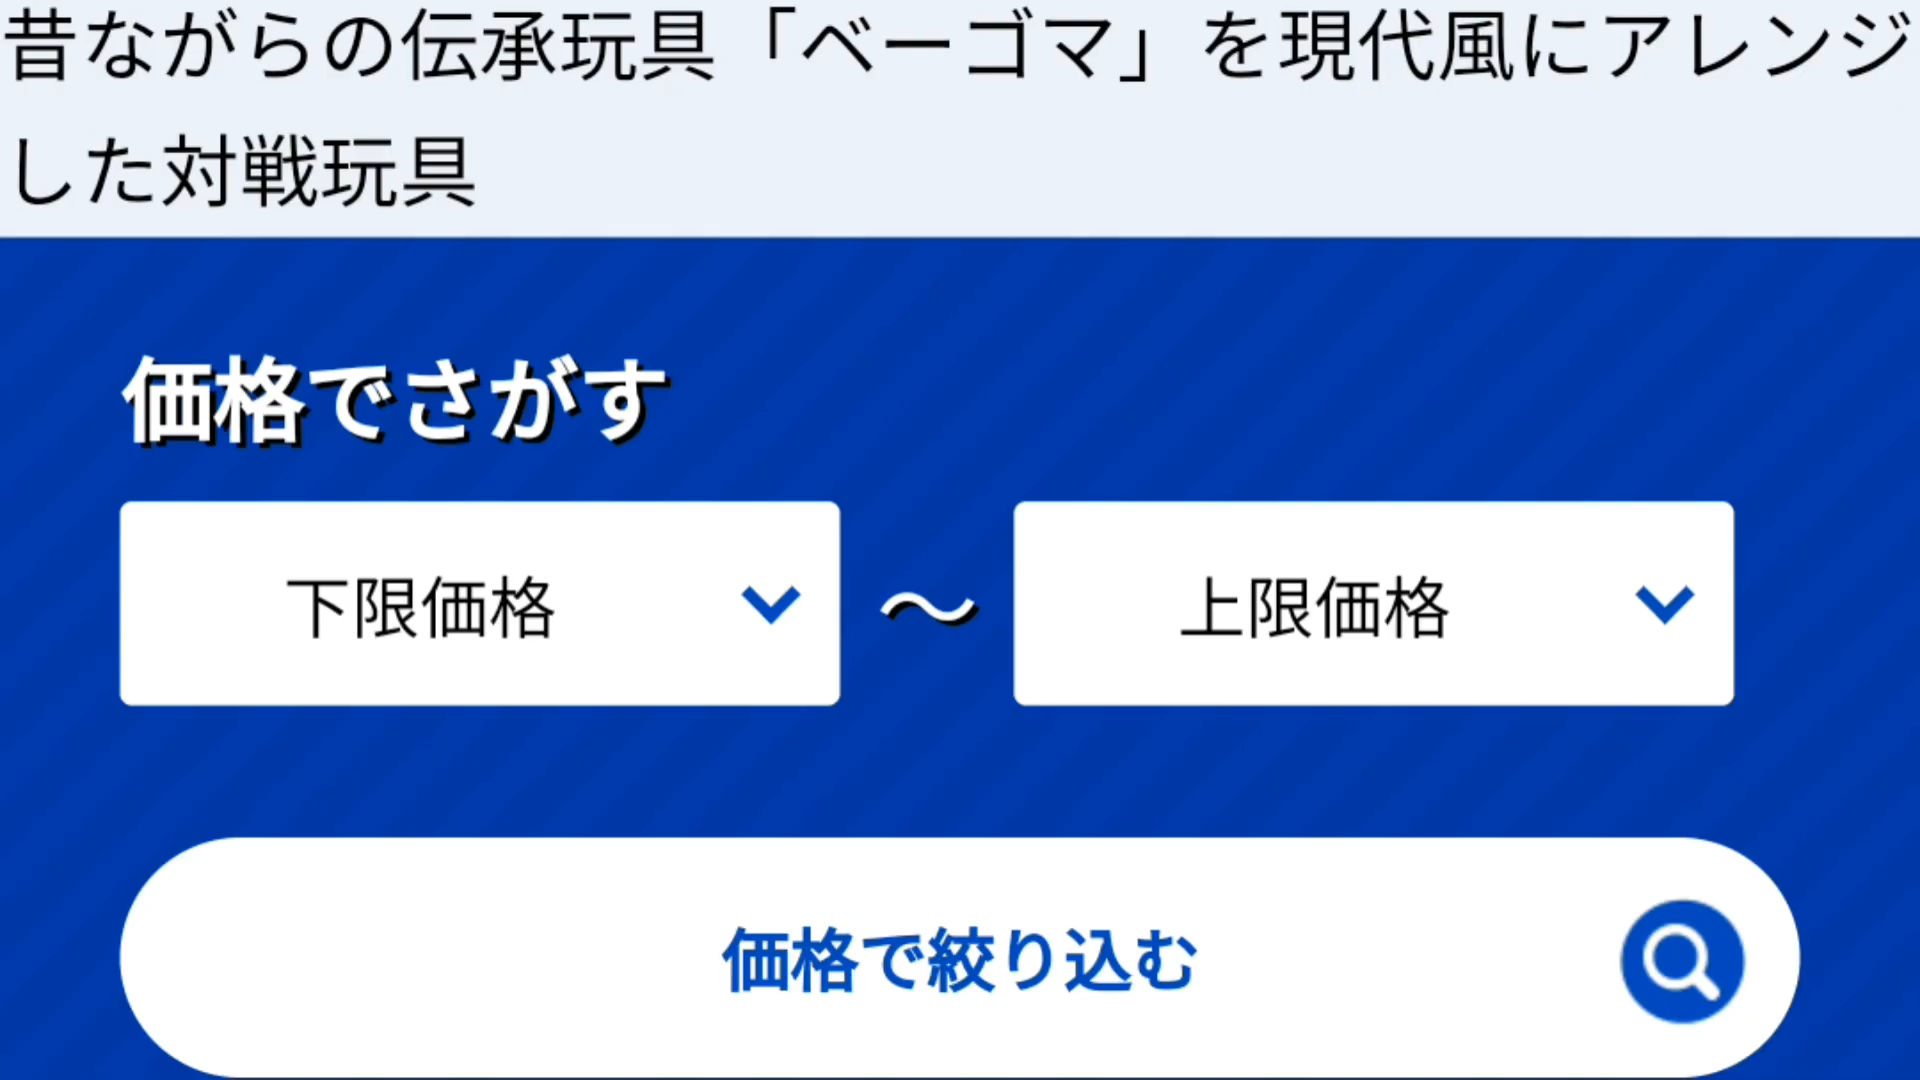 昔ながらの伝承玩具「ベーゴマ」を現代風にアレンジ
した対戦玩具
価格でさがす
下限価格 〜 上限価格
価格で絞り込む